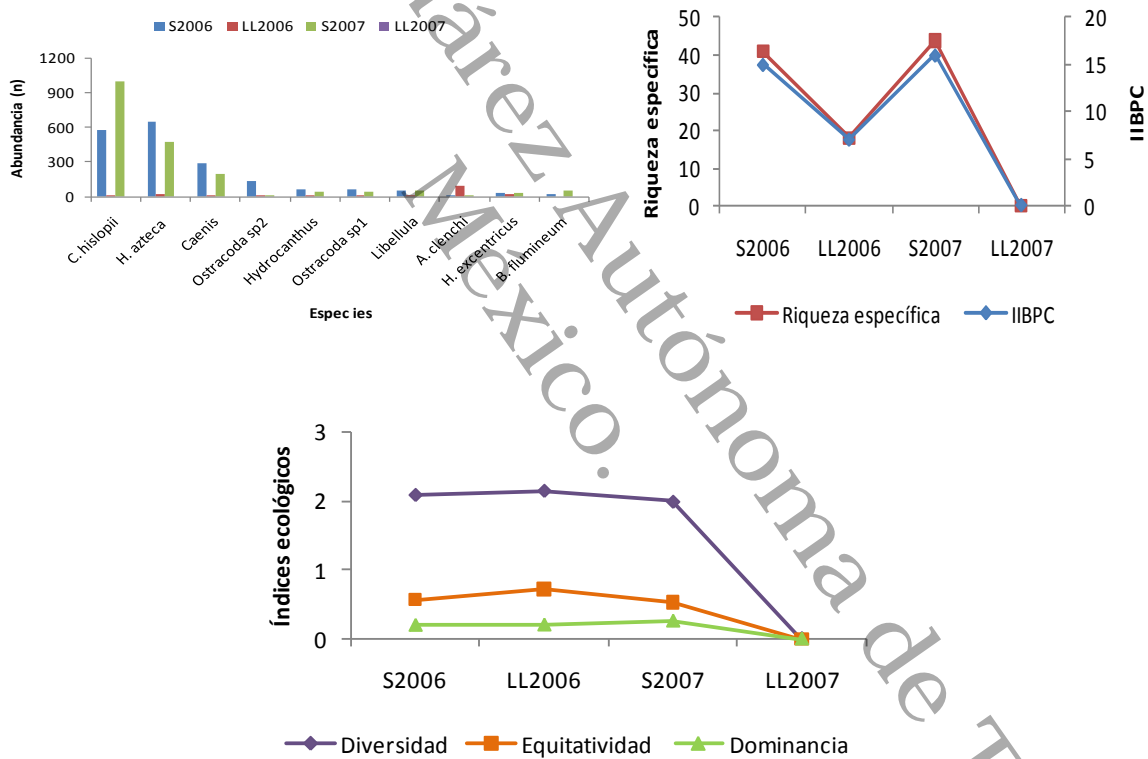 S2006 LL2006 S2007 LL2007
1200
900
600
300
0
Abundancia (n)
C. hislopii
H. azteca
Caenis
Ostracoda sp2
Hydrocanthus
Ostracoda sp1
Libellula
A. clenchi
H. excentricus
B. flumineum
Espec ies
50
40
30
20
10
0
Riqueza específica
20
15
10
5
0
IIBPC
S2006 LL2006 S2007 LL2007
Riqueza específica IIBPC
3
2
1
0
Índices ecológicos
S2006 LL2006 S2007 LL2007
Diversidad Equitatividad Dominancia
Autónoma de
México.